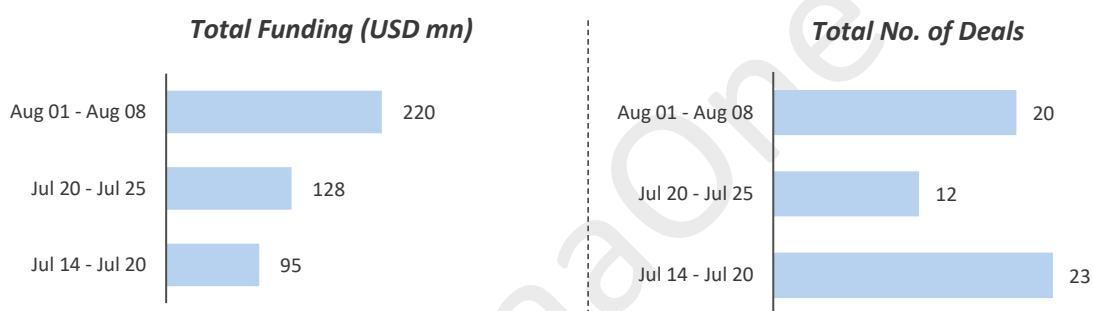 Total Funding (USD mn)
Aug 01 - Aug 08 220
Jul 20 - Jul 25 128
Jul 14 - Jul 20 95
Total No. of Deals
Aug 01 - Aug 08 20
Jul 20 - Jul 25 12
Jul 14 - Jul 20 23